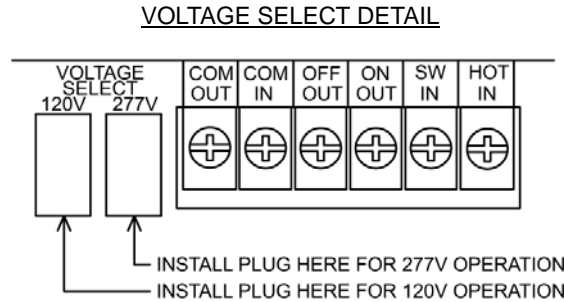 VOLTAGE SELECT DETAIL
VOLTAGE
SELECT
120V 277V
COM OUT
COM IN
OFF OUT
ON OUT
SW IN
HOT IN
INSTALL PLUG HERE FOR 277V OPERATION
INSTALL PLUG HERE FOR 120V OPERATION